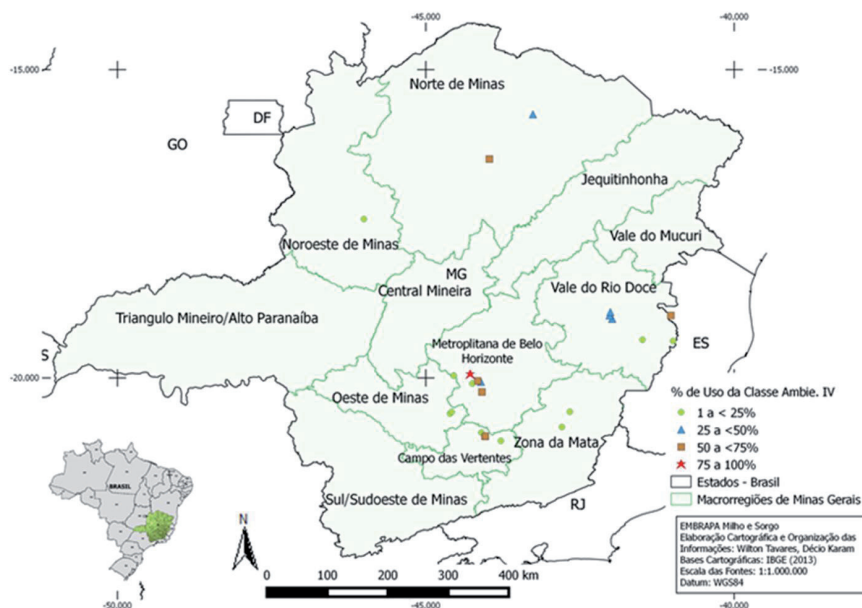 -45.000
-40.000
-15.000
-15.000
Norte de Minas
DF
GO
Jequitinhonha
Noroeste de Minas
Vale do Mucuri
MG
Central Mineira
Vale do Rio Doce
Triangulo Mineiro/Alto Paranaíba
S
Metroplitana de Belo
Horizonte
ES
-20.000
% de Uso da Classe Ambie. IV
Oeste de Minas
1 a < 25%
25 a <50%
50 a <75%
75 a 100%
Zona da Mata
Campo das Vertentes
Estados - Brasil
Macrorregiões de Minas Gerais
Sul/Sudoeste de Minas
RJ
BRASIL
N
EMBRAPA Milho e Sorgo
Elaboração Cartográfica e Organização das
Informações: Wilton Tavares, Décio Karam
Bases Cartográficas: IBGE (2013)
Escala das Fontes: 1:1.000.000
Datum: WGS84
0 100 200 300 400 km
-50.000
-45.000
-40.000